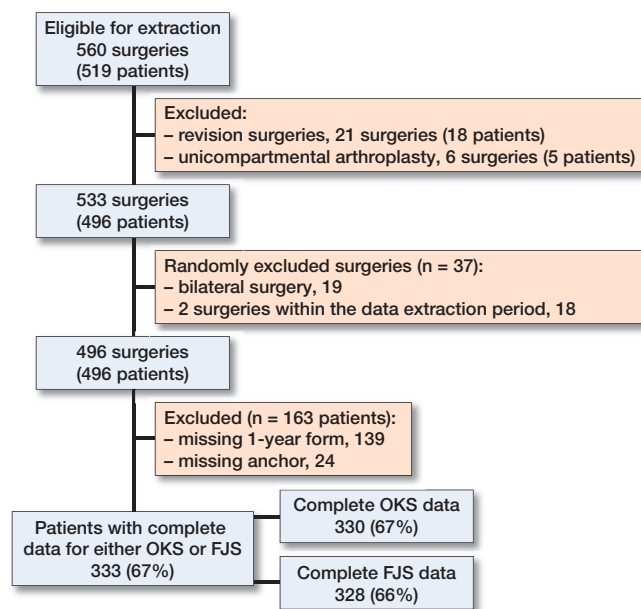 Eligible for extraction
560 surgeries
(519 patients)
Excluded:
– revision surgeries, 21 surgeries (18 patients)
– unicompartmental arthroplasty, 6 surgeries (5 patients)
533 surgeries
(496 patients)
Randomly excluded surgeries (n = 37):
– bilateral surgery, 19
– 2 surgeries within the data extraction period, 18
496 surgeries
(496 patients)
Excluded (n = 163 patients):
– missing 1-year form, 139
– missing anchor, 24
Patients with complete
data for either OKS or FJS
333 (67%)
Complete OKS data
330 (67%)
Complete FJS data
328 (66%)